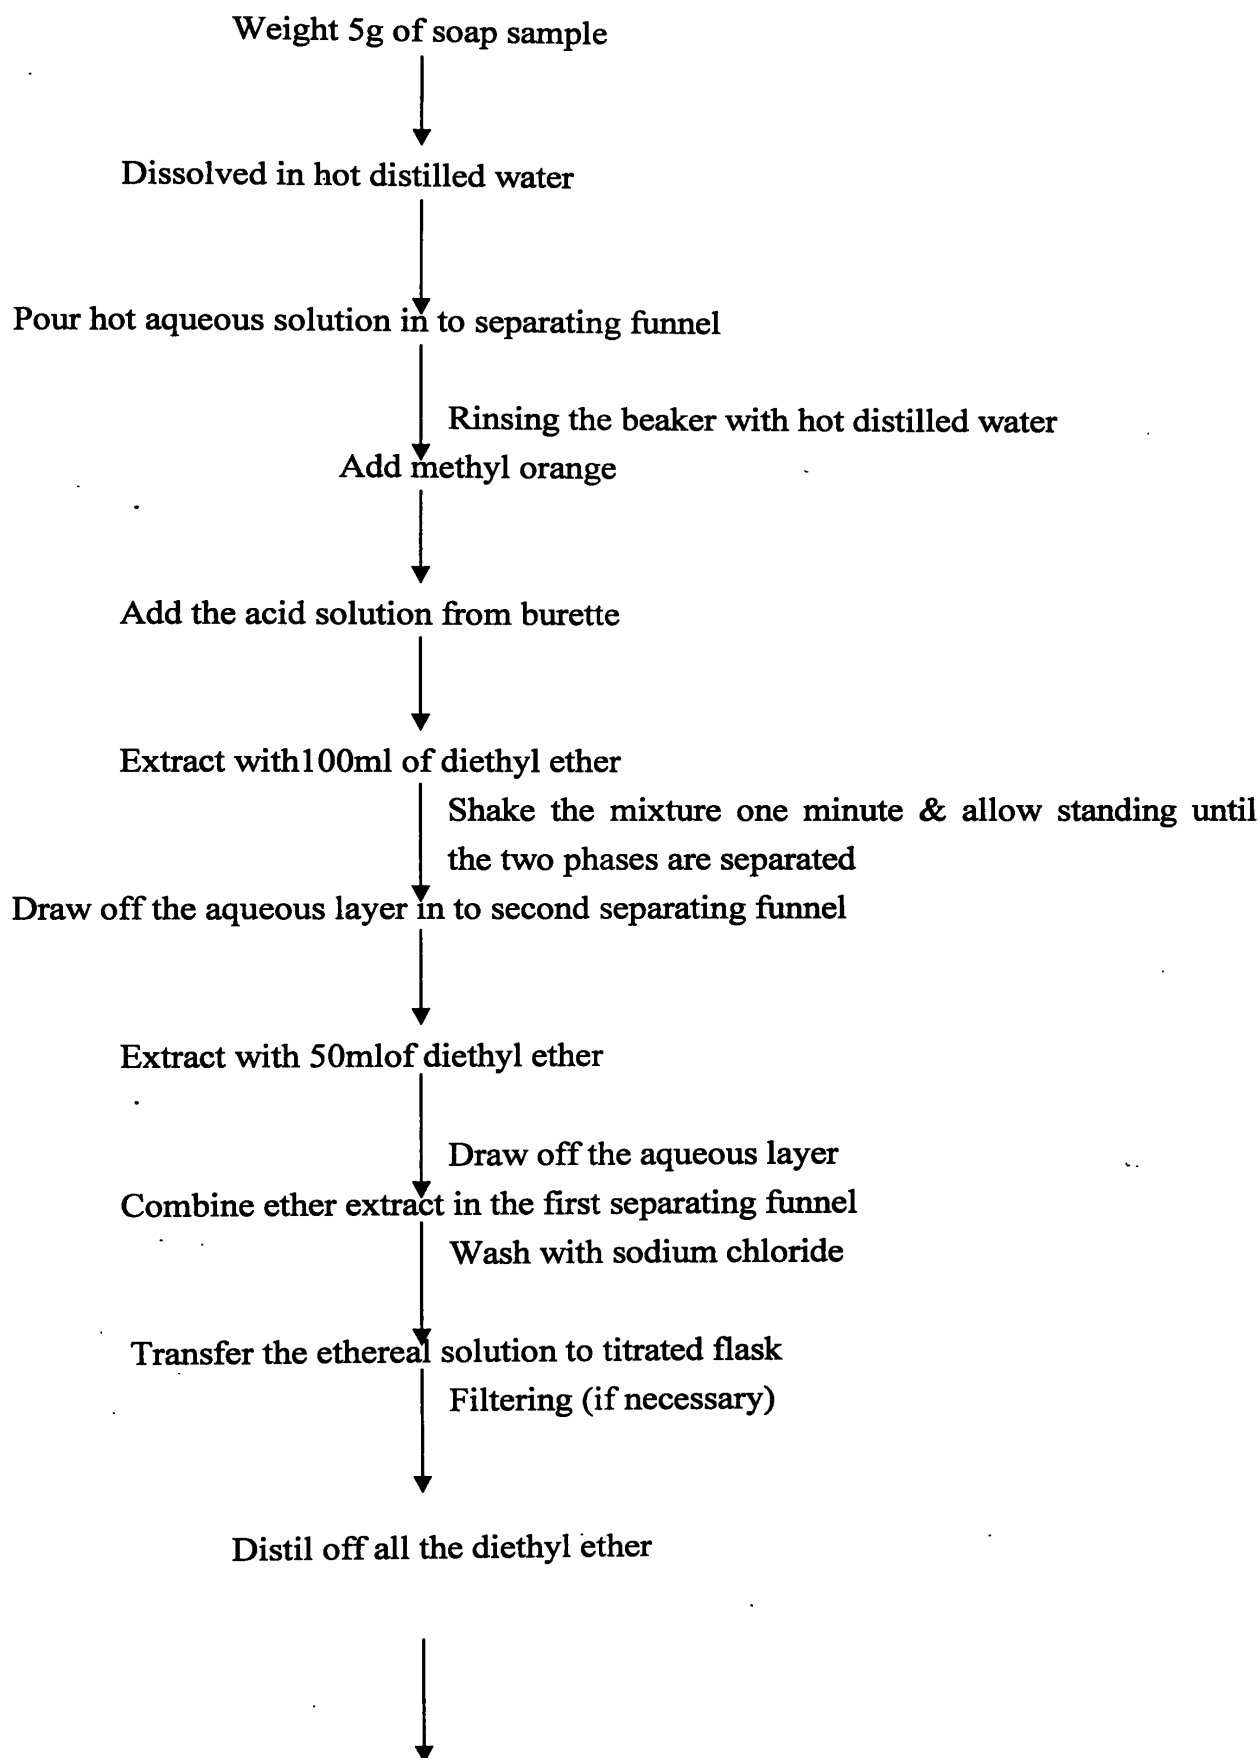 Weight 5g of soap sample
Dissolved in hot distilled water
Pour hot aqueous solution in to separating funnel
Rinsing the beaker with hot distilled water
Add methyl orange
Add the acid solution from burette
Extract with100ml of diethyl ether
Shake the mixture one minute & allow standing until
the two phases are separated
Draw off the aqueous layer in to second separating funnel
Extract with 50mlof diethyl ether
Draw off the aqueous layer
Combine ether extract in the first separating funnel
Wash with sodium chloride
Transfer the ethereal solution to titrated flask
Filtering (if necessary)
Distil off all the diethyl ether